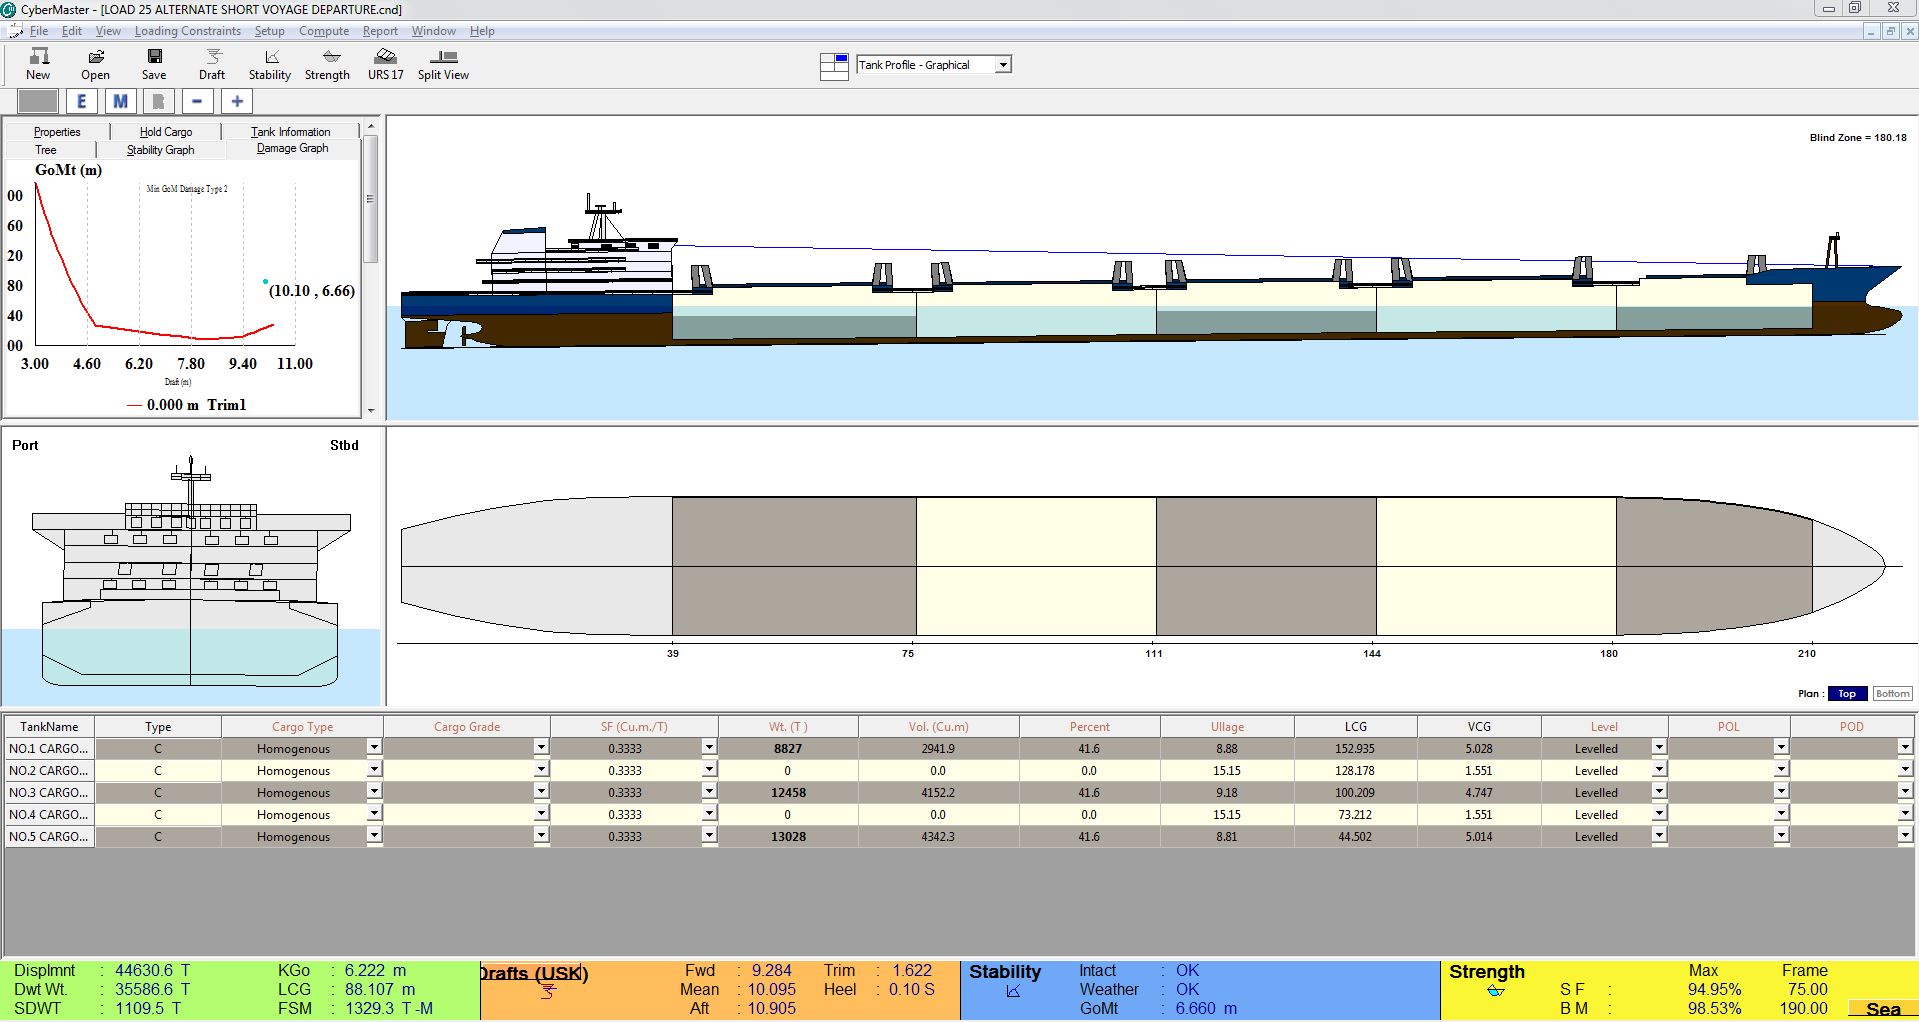 CyberMaster - [LOAD 25 ALTERNATE SHORT VOYAGE DEPARTURE.cnd]
File Edit View Loading Constraints Setup Compute Report Window Help
New Open Save Draft Stability Strength URS 17 Split View
Tank Profile - Graphical
E M R - +
Properties Hold Cargo Tank Information
Tree Stability Graph Damage Graph
GoMt (m)
Min GoM Damage Type 2
00
60
20
80
40
00
(10.10 , 6.66)
3.00 4.60 6.20 7.80 9.40 11.00
Draft (m)
0.000 m Trim1
Blind Zone = 180.18
Port Stbd
39 75 111 144 180 210
Plan : Top Bottom
TankName Type Cargo Type Cargo Grade SF (Cu.m./T) Wt. (T ) Vol. (Cu.m) Percent Ullage LCG VCG Level POL POD
NO.1 CARGO... C Homogenous 0.3333 8827 2941.9 41.6 8.88 152.935 5.028 Levelled
NO.2 CARGO... C Homogenous 0.3333 0 0.0 0.0 15.15 128.178 1.551 Levelled
NO.3 CARGO... C Homogenous 0.3333 12458 4152.2 41.6 9.18 100.209 4.747 Levelled
NO.4 CARGO... C Homogenous 0.3333 0 0.0 0.0 15.15 73.212 1.551 Levelled
NO.5 CARGO... C Homogenous 0.3333 13028 4342.3 41.6 8.81 44.502 5.014 Levelled
Displmnt : 44630.6 T KGo : 6.222 m Drafts (USK) Fwd : 9.284 Trim : 1.622 Stability Intact : OK Strength Max Frame
Dwt Wt. : 35586.6 T LCG : 88.107 m Mean : 10.095 Heel : 0.10 S Weather : OK S F : 94.95% 75.00
SDWT : 1109.5 T FSM : 1329.3 T-M Aft : 10.905 GoMt : 6.660 m B M : 98.53% 190.00 Sea